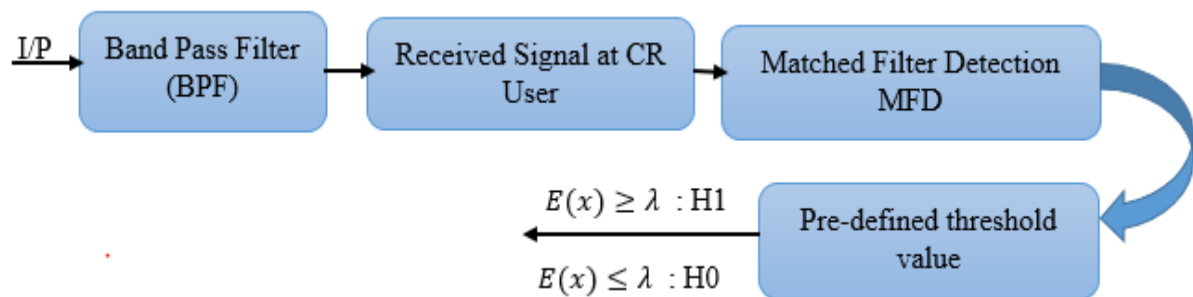 I/P
Band Pass Filter
(BPF)
Received Signal at CR
User
Matched Filter Detection
MFD
E(x) ≥ λ : H1
Pre-defined threshold
value
E(x) ≤ λ : H0